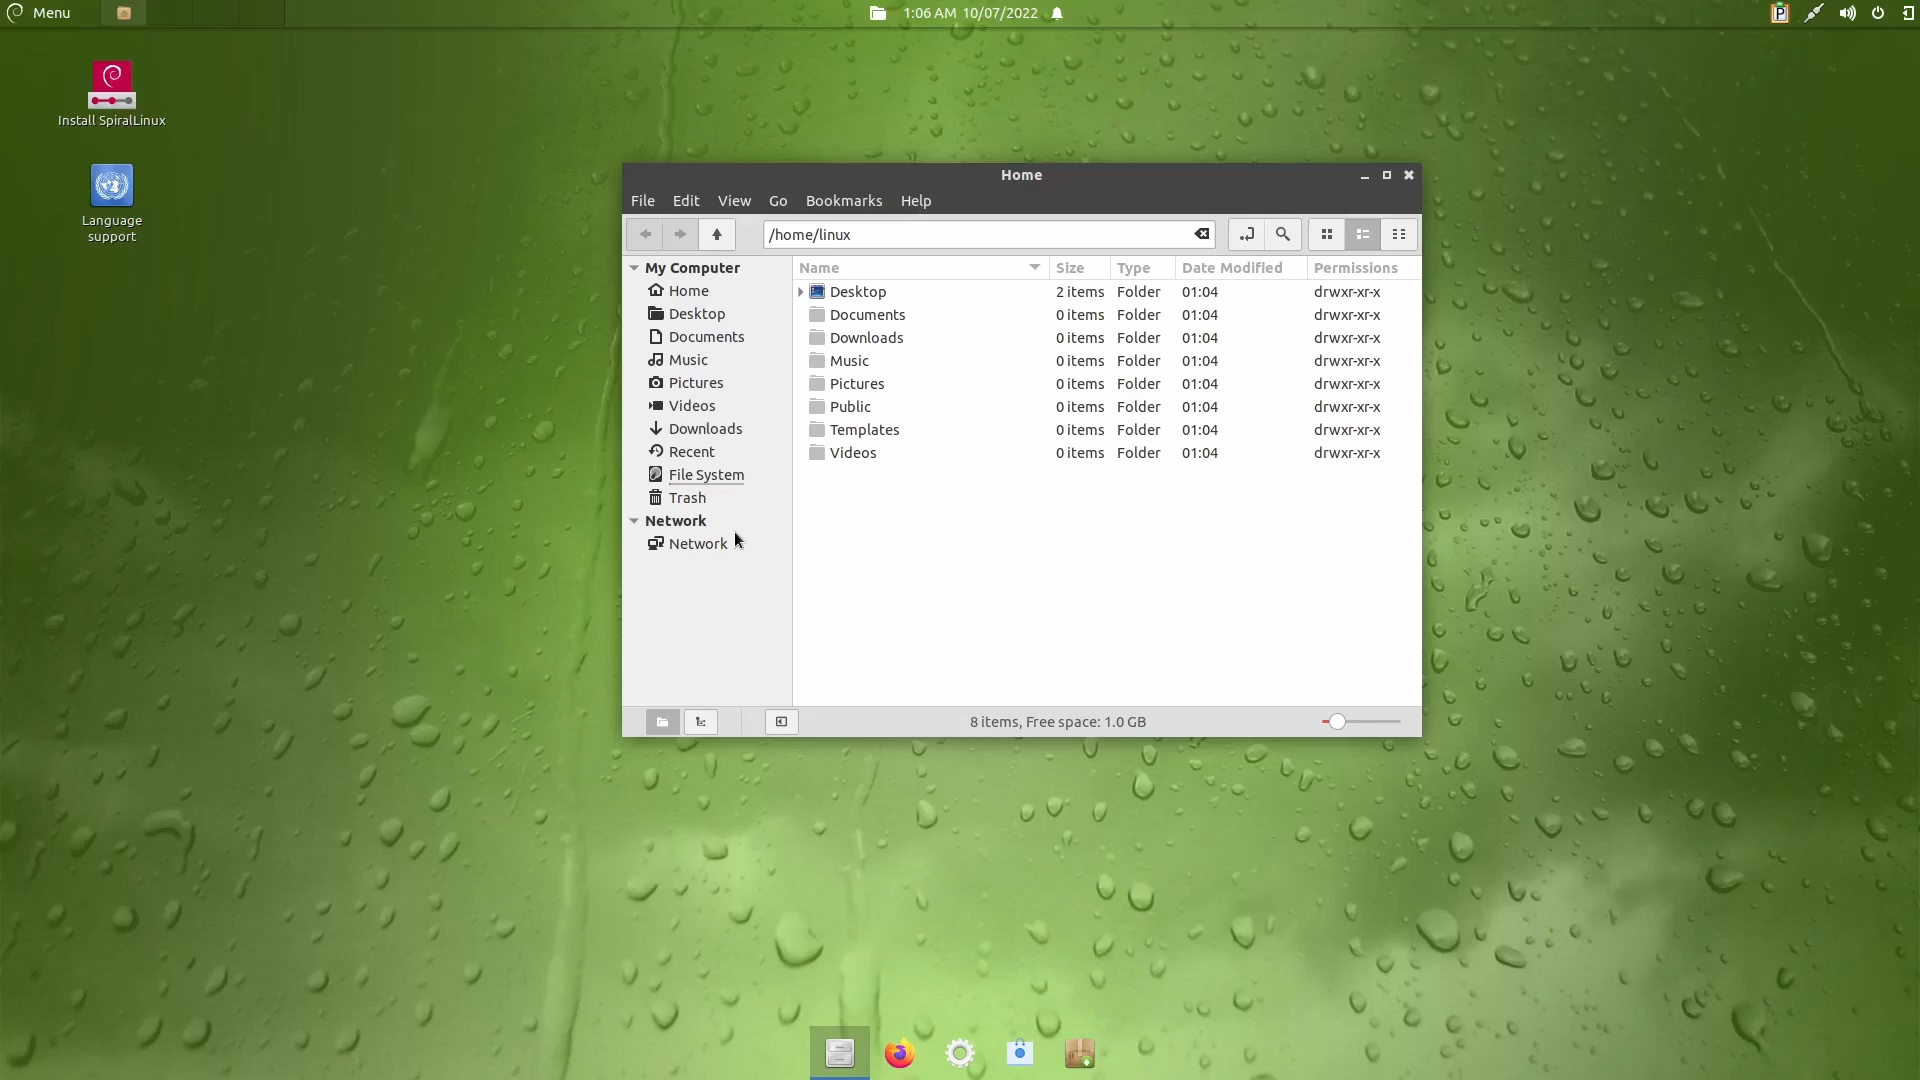 Menu
1:06 AM 10/07/2022
P
Install SpiralLinux
Language
support
Home
File Edit View Go Bookmarks Help
/home/linux
My Computer
Home
Desktop
Documents
Music
Pictures
Videos
Downloads
Recent
File System
Trash
Network
Network
Name Size Type Date Modified Permissions
Desktop 2 items Folder 01:04 drwxr-xr-x
Documents 0 items Folder 01:04 drwxr-xr-x
Downloads 0 items Folder 01:04 drwxr-xr-x
Music 0 items Folder 01:04 drwxr-xr-x
Pictures 0 items Folder 01:04 drwxr-xr-x
Public 0 items Folder 01:04 drwxr-xr-x
Templates 0 items Folder 01:04 drwxr-xr-x
Videos 0 items Folder 01:04 drwxr-xr-x
8 items, Free space: 1.0 GB